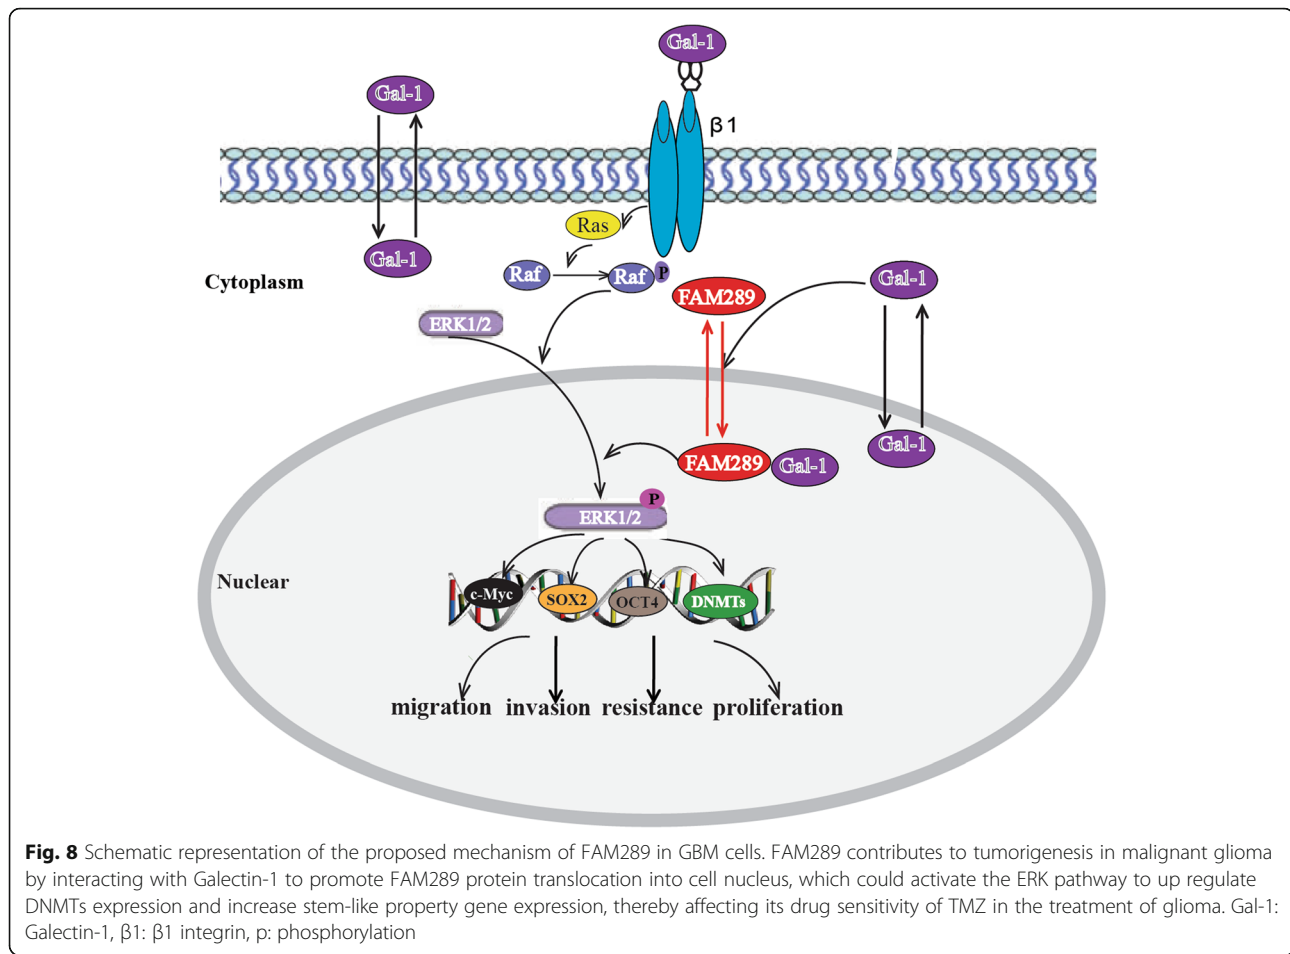 Gal-1
Gal-1
β1
Ras
Gal-1
Cytoplasm
Raf
Raf
P
Gal-1
FAM289
ERK1/2
FAM289
Gal-1
Gal-1
P
ERK1/2
Nuclear
c-Myc
SOX2
OCT4
DNMTs
migration invasion resistance proliferation
Fig. 8 Schematic representation of the proposed mechanism of FAM289 in GBM cells. FAM289 contributes to tumorigenesis in malignant glioma
by interacting with Galectin-1 to promote FAM289 protein translocation into cell nucleus, which could activate the ERK pathway to up regulate
DNMTs expression and increase stem-like property gene expression, thereby affecting its drug sensitivity of TMZ in the treatment of glioma. Gal-1:
Galectin-1, β1: β1 integrin, p: phosphorylation